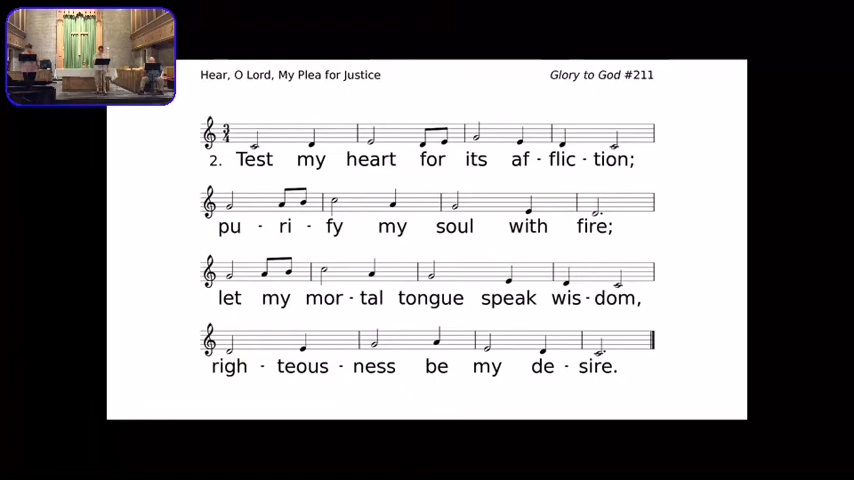 Hear, O Lord, My Plea for Justice
Glory to God #211
2. Test my heart for its af - flic - tion;
pu - ri - fy my soul with fire;
let my mor - tal tongue speak wis - dom,
righ - teous - ness be my de - sire.